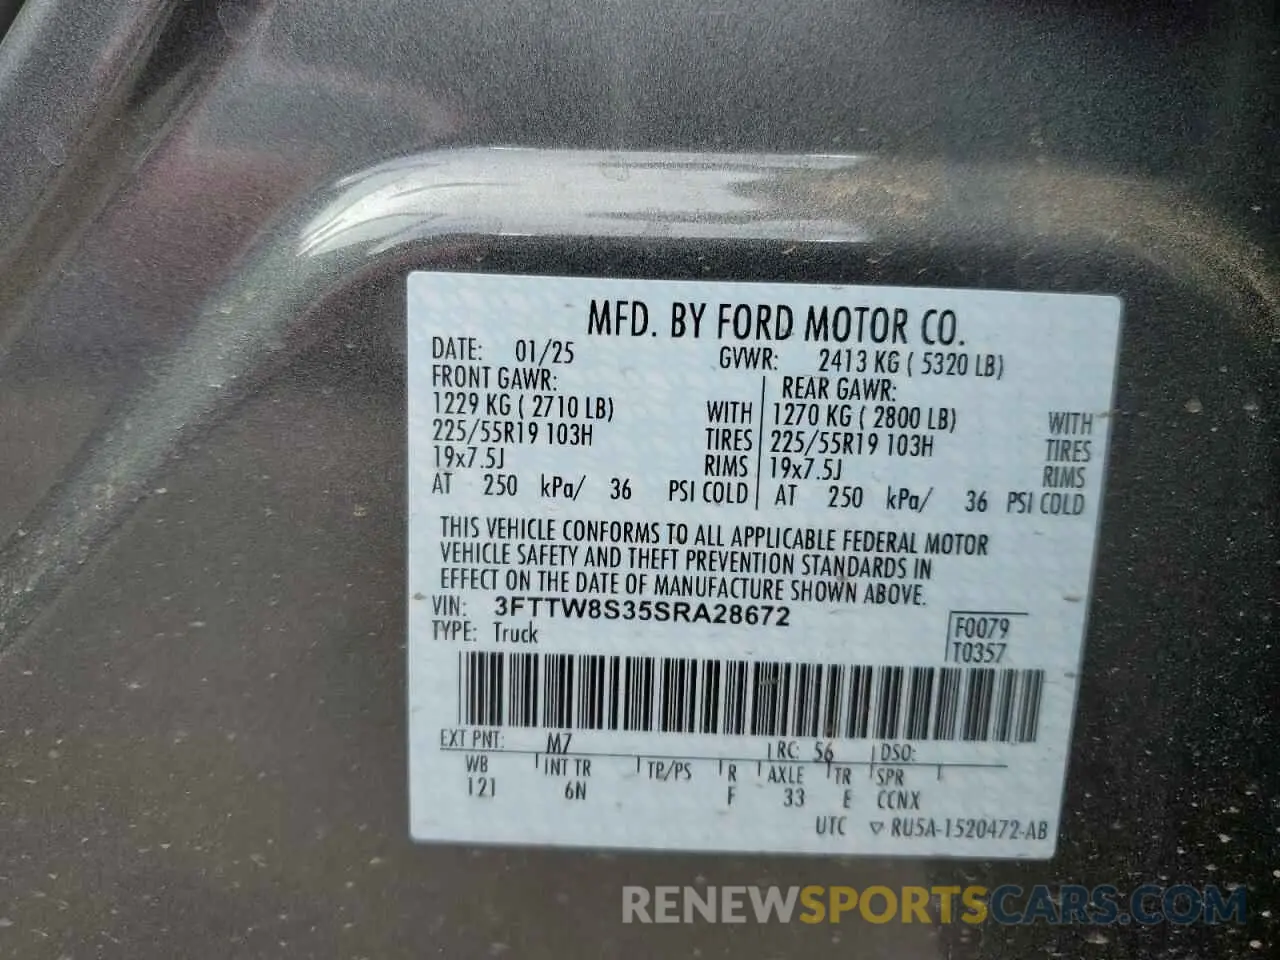 MFD. BY FORD MOTOR CO.
DATE: 01/25 GVWR: 2413 KG ( 5320 LB)
FRONT GAWR: REAR GAWR:
1229 KG ( 2710 LB) WITH 1270 KG ( 2800 LB) WITH
225/55R19 103H TIRES 225/55R19 103H TIRES
19x7.5J RIMS 19x7.5J RIMS
AT 250 kPa/ 36 PSI COLD AT 250 kPa/ 36 PSI COLD
THIS VEHICLE CONFORMS TO ALL APPLICABLE FEDERAL MOTOR
VEHICLE SAFETY AND THEFT PREVENTION STANDARDS IN
EFFECT ON THE DATE OF MANUFACTURE SHOWN ABOVE.
VIN: 3FTTW8S35SRA28672
TYPE: Truck F0079
T0357
EXT PNT: M7 RC: 56 DSO:
WB INT TR TP/PS R AXLE TR SPR
121 6N F 33 E CCNX
UTC ▽ RU5A-1520472-AB
RENEWSPORTSCARS.COM